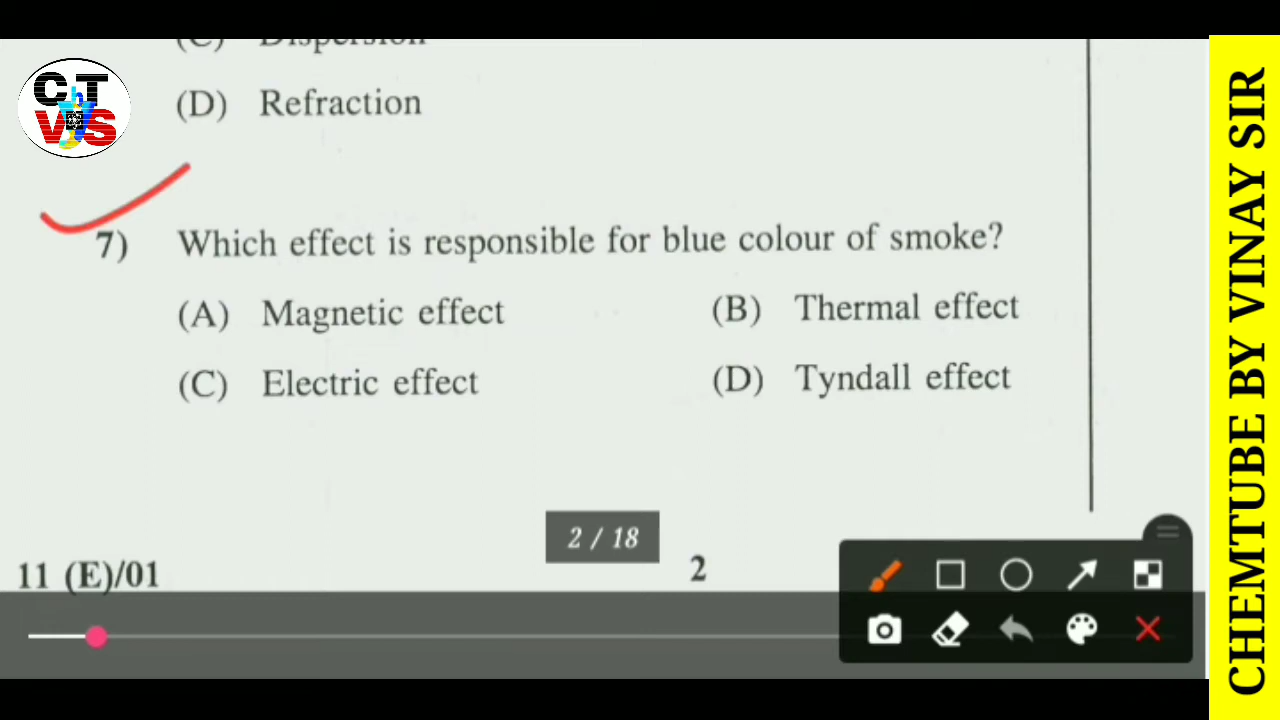 (C) Dispersion
(D) Refraction
7) Which effect is responsible for blue colour of smoke?
(A) Magnetic effect (B) Thermal effect
(C) Electric effect (D) Tyndall effect
2 / 18
11 (E)/01 2
CHEMTUBE BY VINAY SIR